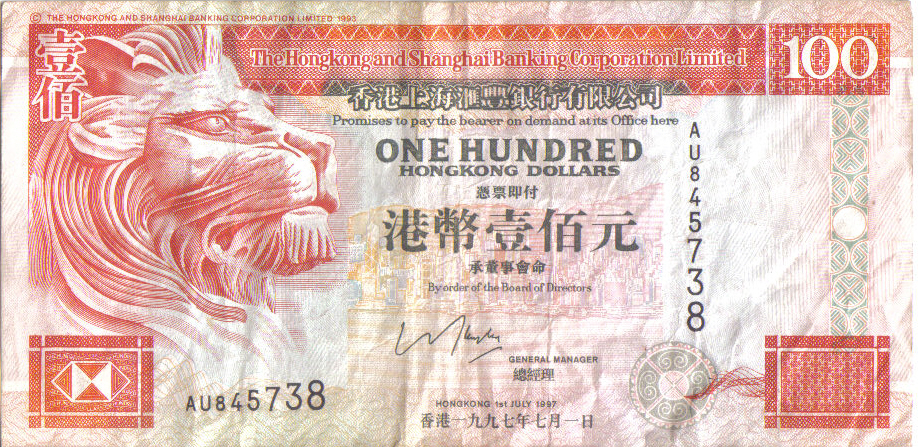 © THE HONGKONG AND SHANGHAI BANKING CORPORATION LIMITED 1993
壹佰
The Hongkong and Shanghai Banking Corporation Limited
100
香港上海滙豐銀行有限公司
Promises to pay the bearer on demand at its Office here
AU845738
ONE HUNDRED
HONGKONG DOLLARS
憑票即付
港幣壹佰元
承董事會命
By order of the Board of Directors
GENERAL MANAGER
總經理
AU845738
HONGKONG 1ST JULY 1997
香港一九九七年七月一日